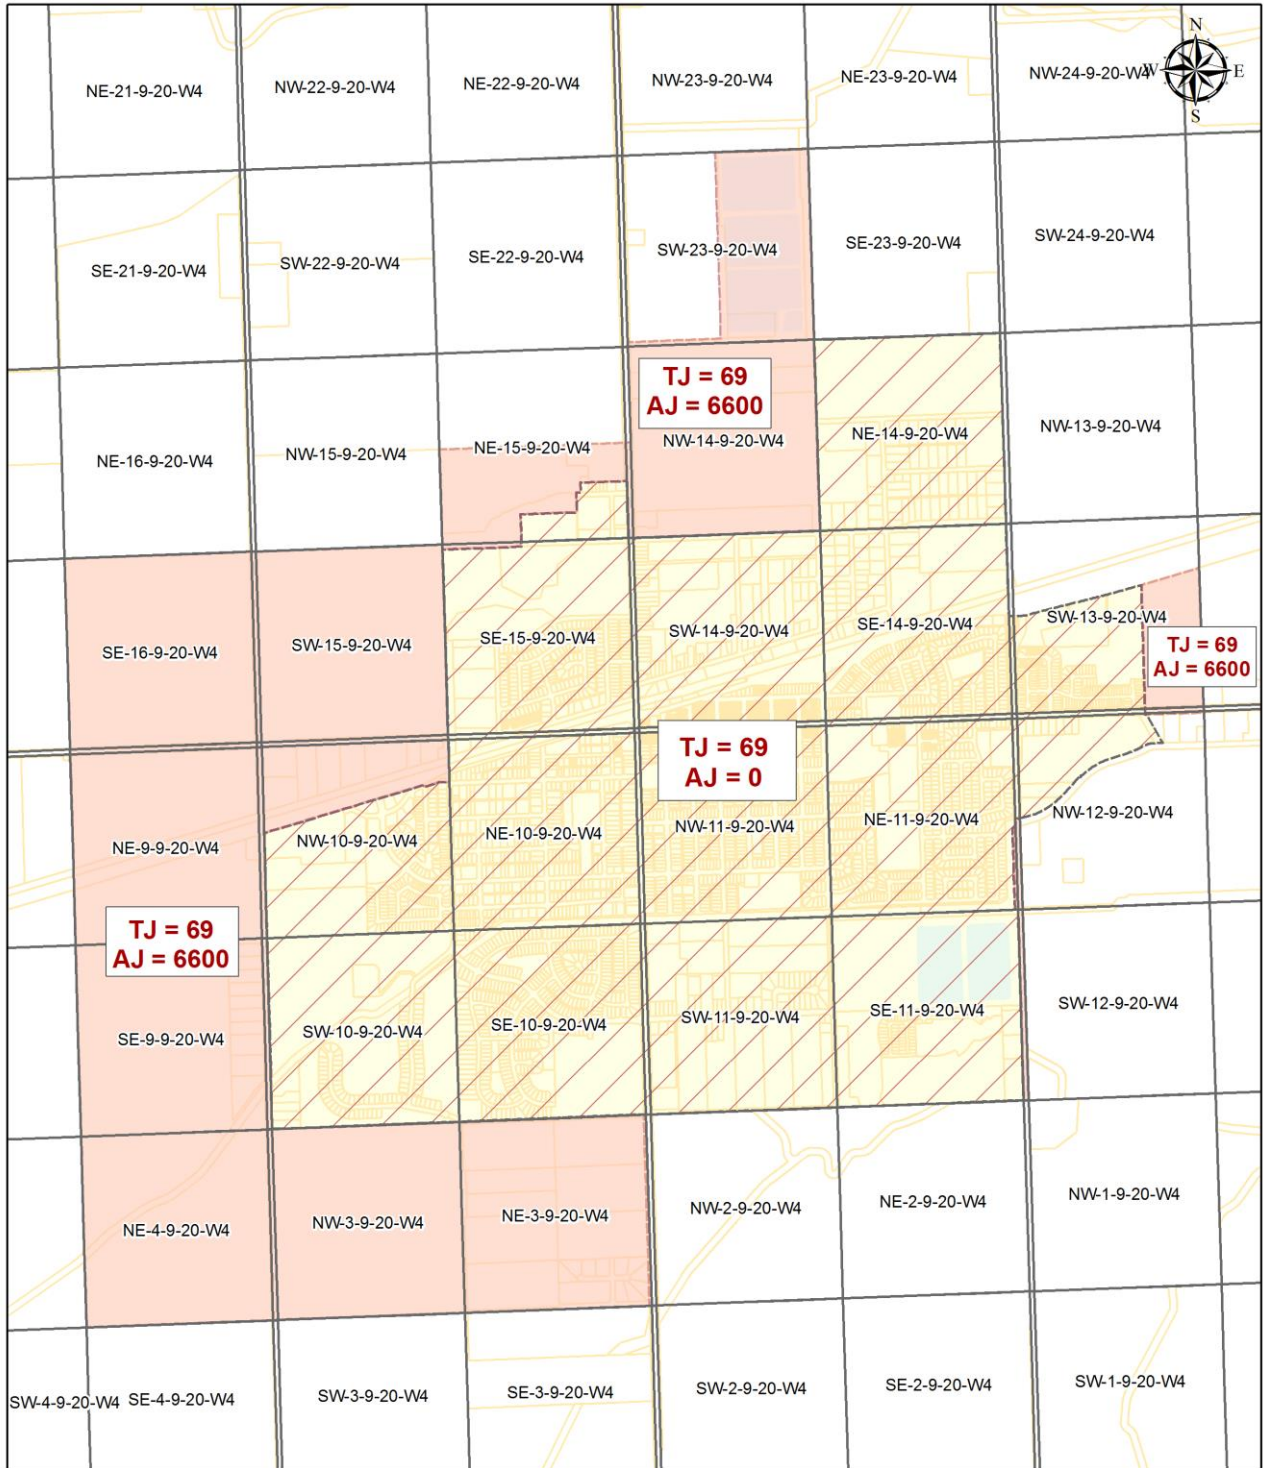 N
W
E
S
NE-21-9-20-W4
NW-22-9-20-W4
NE-22-9-20-W4
NW-23-9-20-W4
NE-23-9-20-W4
NW-24-9-20-W4
SE-21-9-20-W4
SW-22-9-20-W4
SE-22-9-20-W4
SW-23-9-20-W4
SE-23-9-20-W4
SW-24-9-20-W4
TJ = 69
AJ = 6600
NE-16-9-20-W4
NW-15-9-20-W4
NE-15-9-20-W4
NW-14-9-20-W4
NE-14-9-20-W4
NW-13-9-20-W4
SE-16-9-20-W4
SW-15-9-20-W4
SE-15-9-20-W4
SW-14-9-20-W4
SE-14-9-20-W4
SW-13-9-20-W4
TJ = 69
AJ = 6600
TJ = 69
AJ = 0
NE-9-9-20-W4
NW-10-9-20-W4
NE-10-9-20-W4
NW-11-9-20-W4
NE-11-9-20-W4
NW-12-9-20-W4
TJ = 69
AJ = 6600
SE-9-9-20-W4
SW-10-9-20-W4
SE-10-9-20-W4
SW-11-9-20-W4
SE-11-9-20-W4
SW-12-9-20-W4
NE-4-9-20-W4
NW-3-9-20-W4
NE-3-9-20-W4
NW-2-9-20-W4
NE-2-9-20-W4
NW-1-9-20-W4
SW-4-9-20-W4
SE-4-9-20-W4
SW-3-9-20-W4
SE-3-9-20-W4
SW-2-9-20-W4
SE-2-9-20-W4
SW-1-9-20-W4